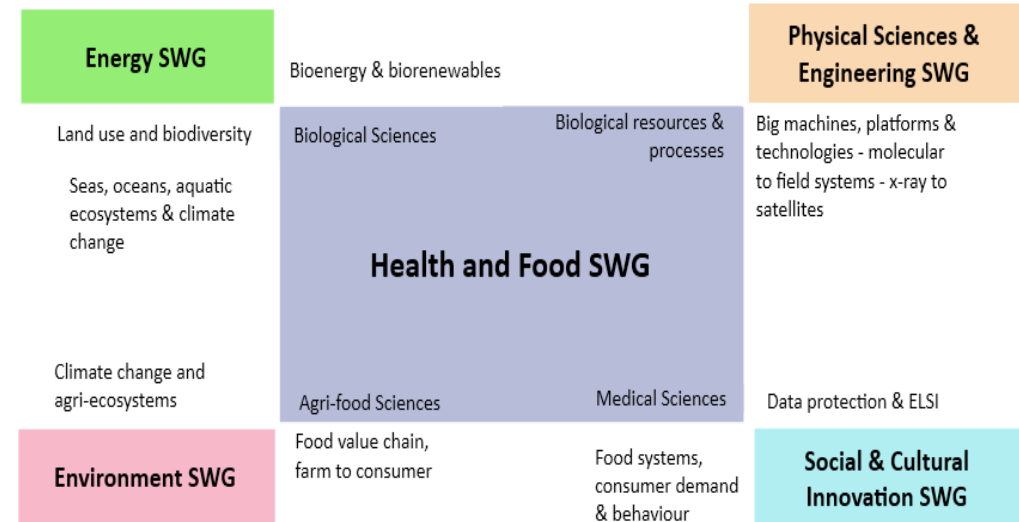 Energy SWG
Bioenergy & biorenewables
Physical Sciences &
Engineering SWG
Land use and biodiversity
Seas, oceans, aquatic
ecosystems & climate
change
Biological Sciences
Biological resources &
processes
Big machines, platforms &
technologies - molecular
to field systems - x-ray to
satellites
Health and Food SWG
Climate change and
agri-ecosystems
Agri-food Sciences
Medical Sciences
Data protection & ELSI
Environment SWG
Food value chain,
farm to consumer
Food systems,
consumer demand
& behaviour
Social & Cultural
Innovation SWG